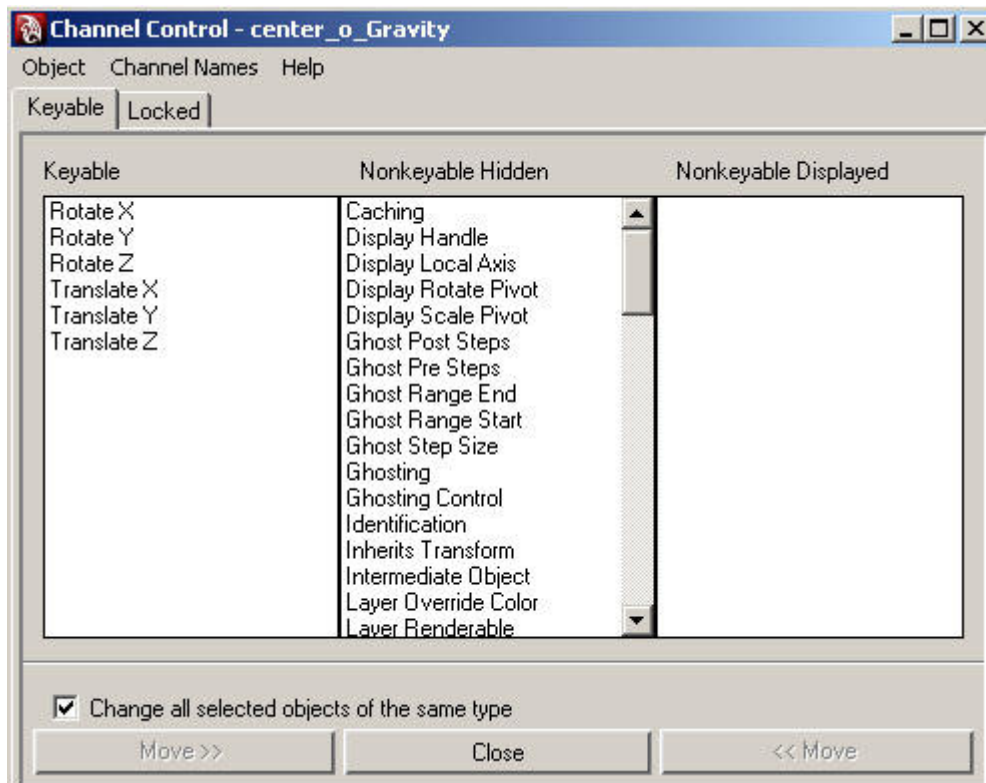 Channel Control - center_o_Gravity
Object Channel Names Help
Keyable Locked
Keyable
Nonkeyable Hidden
Nonkeyable Displayed
Rotate X
Rotate Y
Rotate Z
Translate X
Translate Y
Translate Z
Caching
Display Handle
Display Local Axis
Display Rotate Pivot
Display Scale Pivot
Ghost Post Steps
Ghost Pre Steps
Ghost Range End
Ghost Range Start
Ghost Step Size
Ghosting
Ghosting Control
Identification
Inherits Transform
Intermediate Object
Layer Override Color
Layer Renderable
Change all selected objects of the same type
Move >>
Close
<< Move